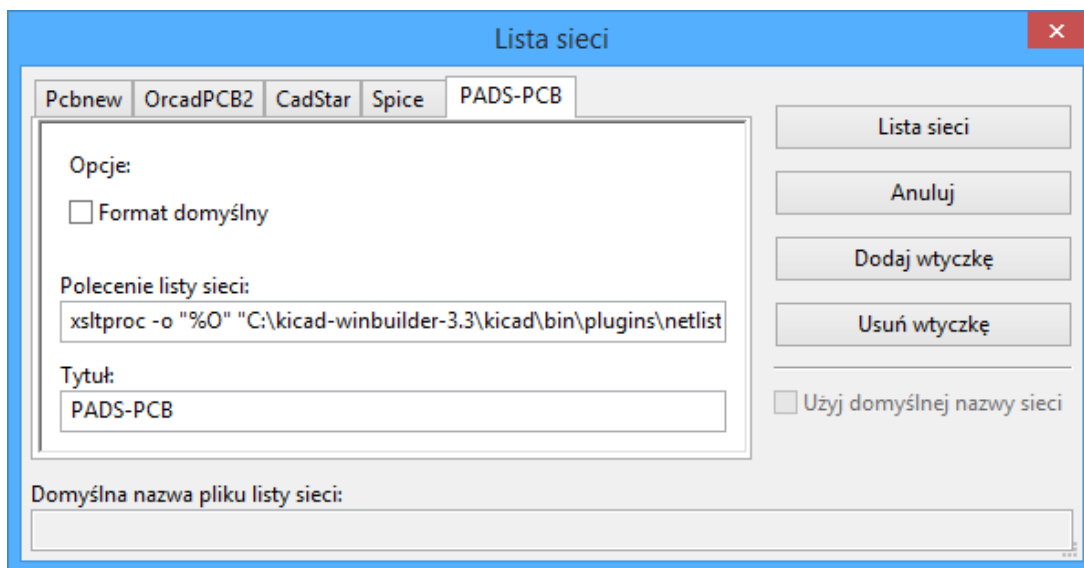 Lista sieci
Pcbnew OrcadPCB2 CadStar Spice PADS-PCB
Opcje:
Format domyślny
Polecenie listy sieci:
xsltproc -o "%O" "C:\kicad-winbuilder-3.3\kicad\bin\plugins\netlist
Tytuł:
PADS-PCB
Lista sieci
Anuluj
Dodaj wtyczkę
Usuń wtyczkę
Użyj domyślnej nazwy sieci
Domyślna nazwa pliku listy sieci: